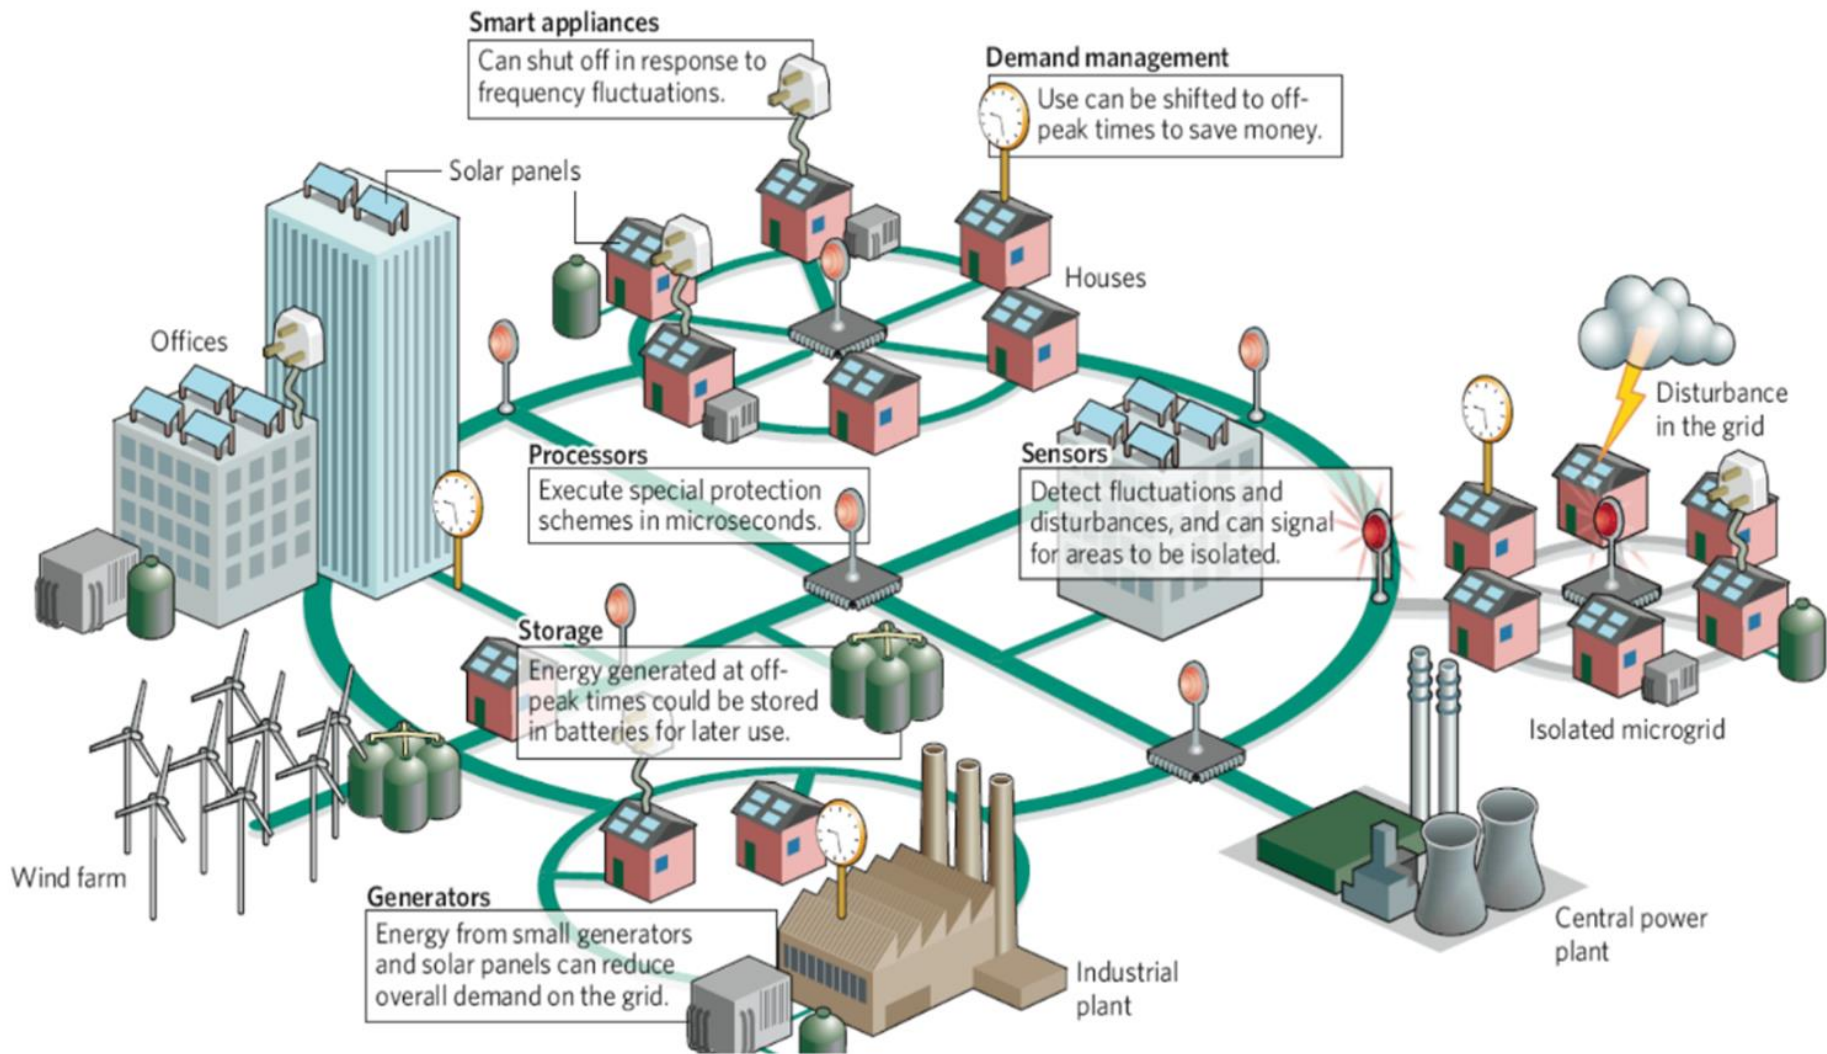 Smart appliances
Can shut off in response to
frequency fluctuations.
Demand management
Use can be shifted to off-
peak times to save money.
Solar panels
Houses
Offices
Disturbance
in the grid
Processors
Execute special protection
schemes in microseconds.
Sensors
Detect fluctuations and
disturbances, and can signal
for areas to be isolated.
Storage
Energy generated at off-
peak times could be stored
in batteries for later use.
Isolated microgrid
Wind farm
Generators
Energy from small generators
and solar panels can reduce
overall demand on the grid.
Industrial
plant
Central power
plant